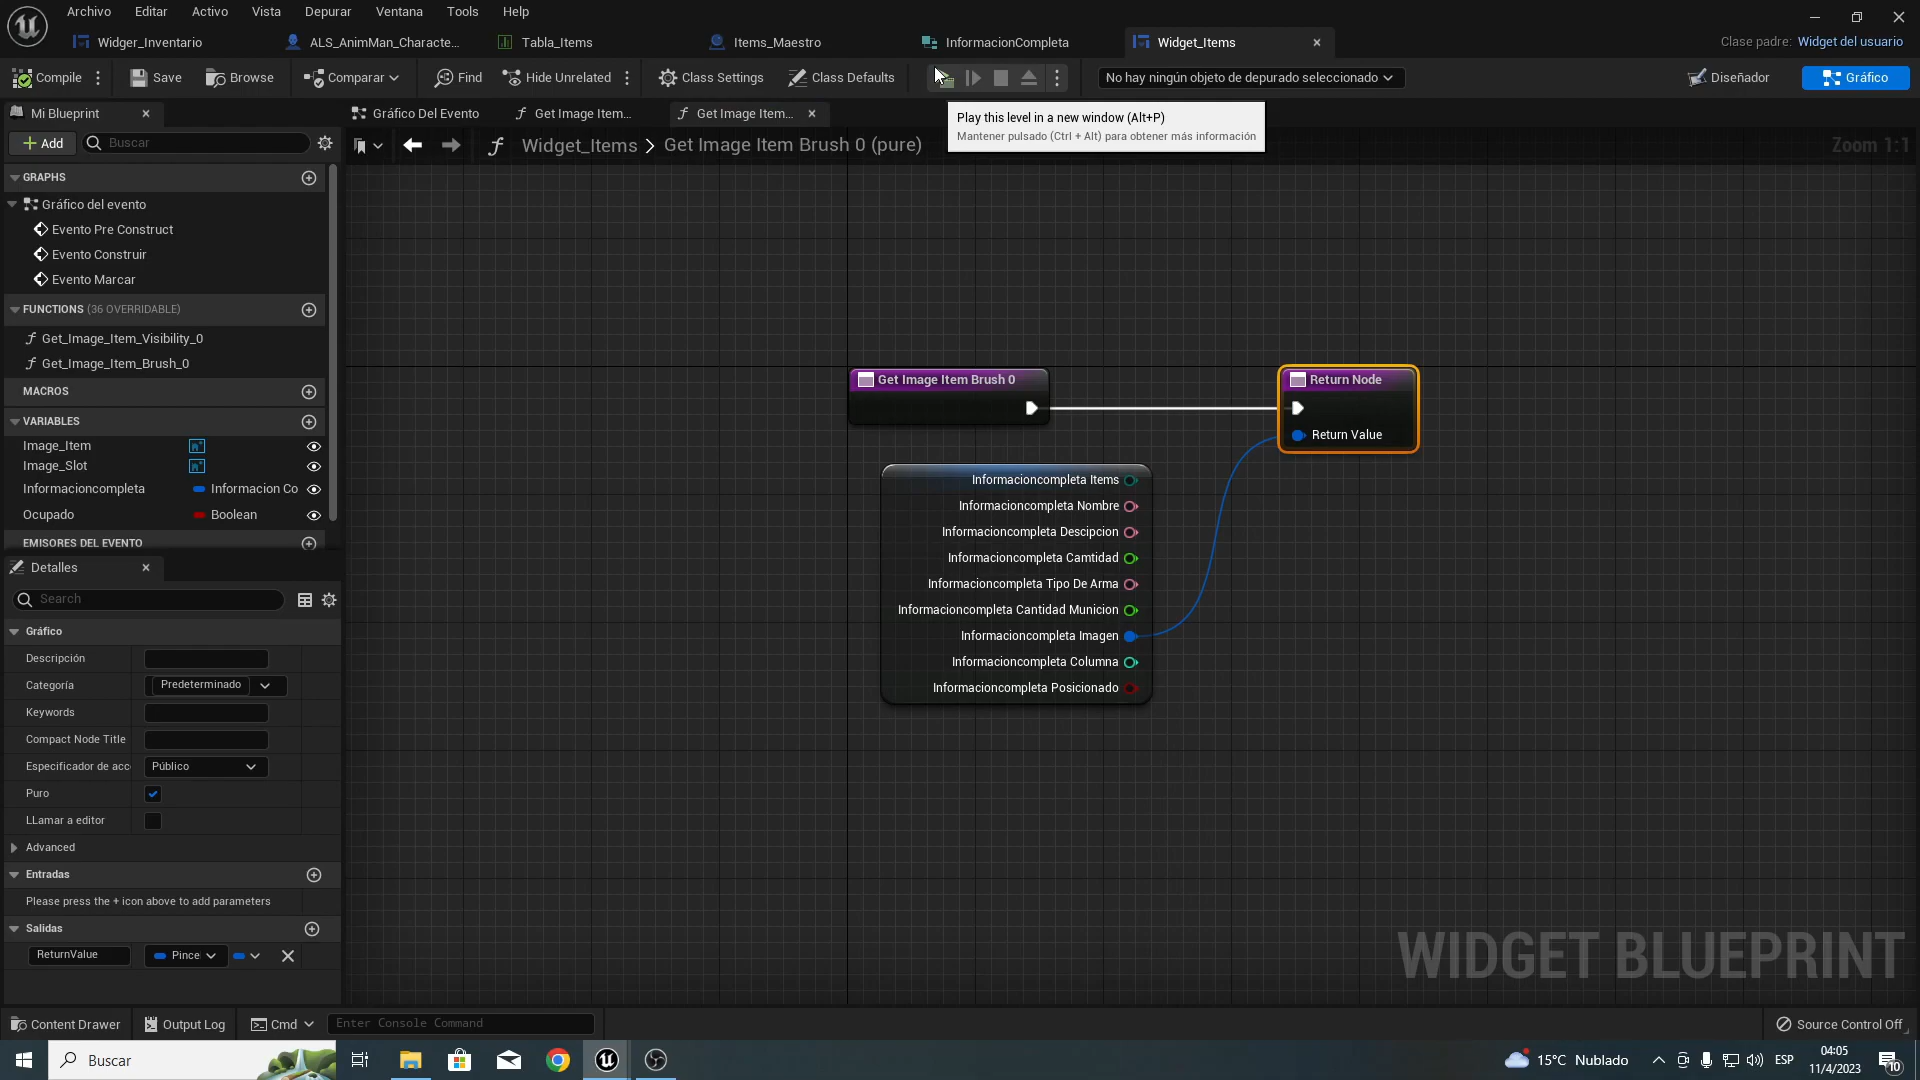 Archivo Editar Activo Vista Depurar Ventana Tools Help
Widger_Inventario ALS_AnimMan_Characte... Tabla_Items Items_Maestro InformacionCompleta Widget_Items
Clase padre: Widget del usuario
Compile Save Browse Comparar Find Hide Unrelated Class Settings Class Defaults No hay ningún objeto de depurado seleccionado Diseñador Gráfico
Mi Blueprint Gráfico Del Evento Get Image Item... Get Image Item...
Play this level in a new window (Alt+P)
Mantener pulsado (Ctrl + Alt) para obtener más información
Add Buscar
Widget_Items > Get Image Item Brush 0 (pure) Zoom 1:1
GRAPHS
Gráfico del evento
Evento Pre Construct
Evento Construir
Evento Marcar
FUNCTIONS (36 OVERRIDABLE)
Get_Image_Item_Visibility_0
Get_Image_Item_Brush_0
MACROS
VARIABLES
Image_Item
Image_Slot
Informacioncompleta Informacion Co
Ocupado Boolean
EMISORES DEL EVENTO
Get Image Item Brush 0
Return Node
Return Value
Informacioncompleta Items
Informacioncompleta Nombre
Informacioncompleta Descipcion
Informacioncompleta Camtidad
Informacioncompleta Tipo De Arma
Informacioncompleta Cantidad Municion
Informacioncompleta Imagen
Informacioncompleta Columna
Informacioncompleta Posicionado
Detalles
Search
Gráfico
Descripción
Categoría Predeterminado
Keywords
Compact Node Title
Especificador de acc Público
Puro
LLamar a editor
Advanced
Entradas
Please press the + icon above to add parameters
Salidas
ReturnValue Pince
WIDGET BLUEPRINT
Content Drawer Output Log Cmd Enter Console Command Source Control Off
Buscar 15°C Nublado ESP 04:05
11/4/2023 10